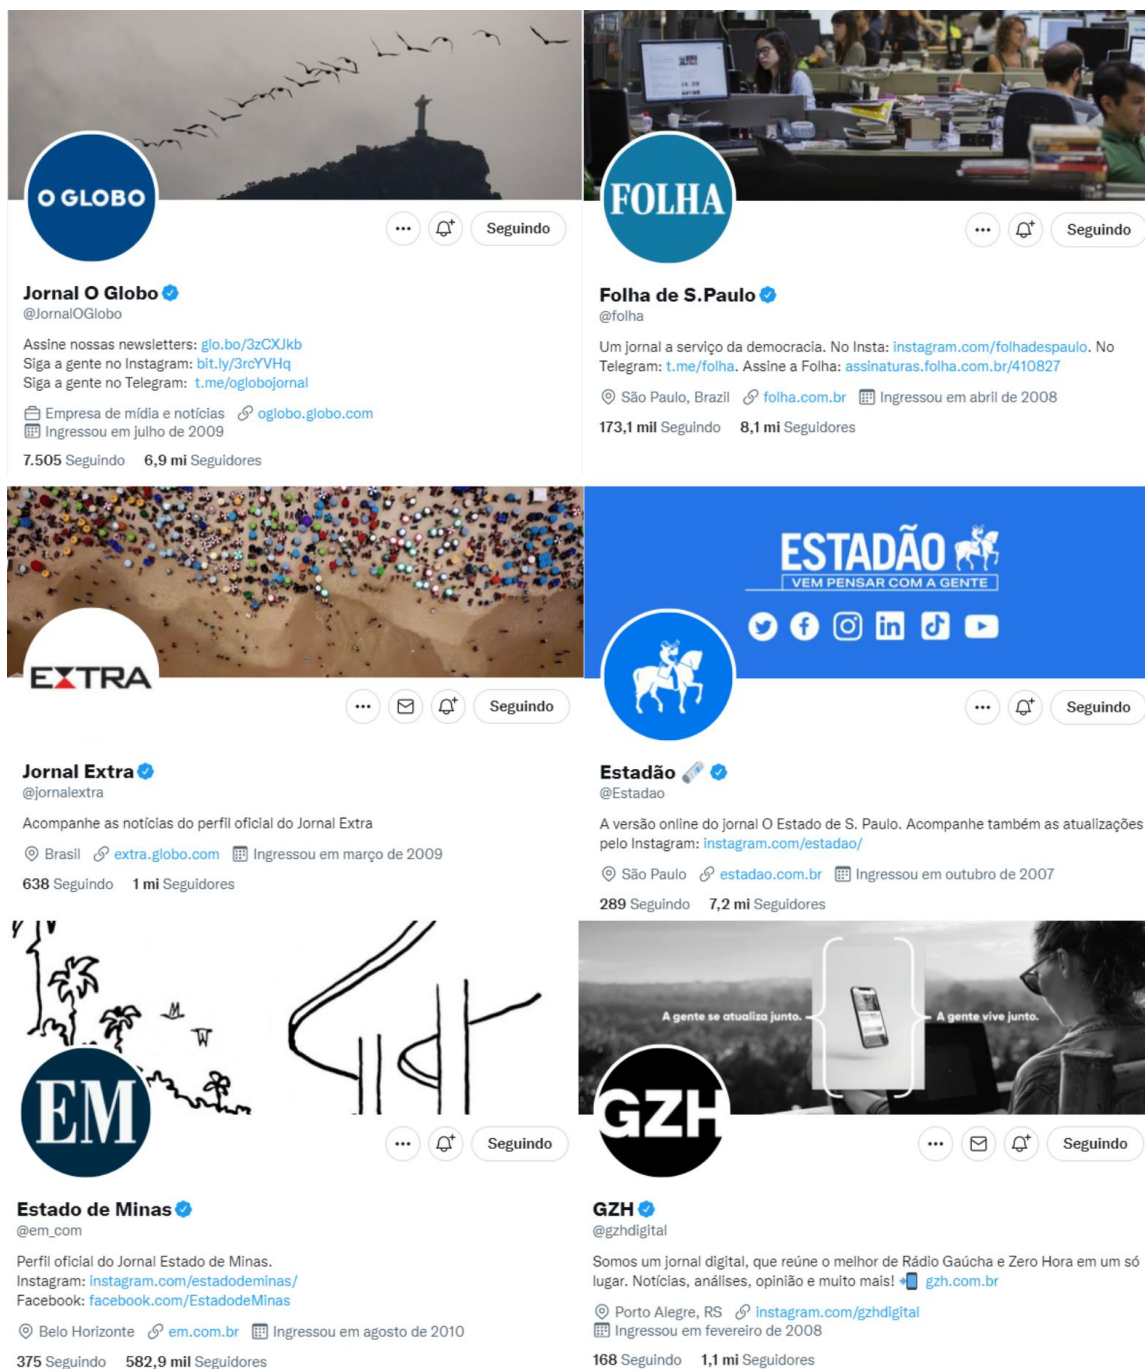 O GLOBO
Seguindo
Jornal O Globo
@JornalOGlobo
Assine nossas newsletters: glo.bo/3zCXJkb
Siga a gente no Instagram: bit.ly/3rcYVHq
Siga a gente no Telegram: t.me/oglobojornal
Empresa de mídia e notícias oglobo.globo.com
Ingressou em julho de 2009
7.505 Seguindo 6,9 mi Seguidores
FOLHA
Seguindo
Folha de S.Paulo
@folha
Um jornal a serviço da democracia. No Insta: instagram.com/folhadespaulo. No
Telegram: t.me/folha. Assine a Folha: assinaturas.folha.com.br/410827
São Paulo, Brazil folha.com.br Ingressou em abril de 2008
173,1 mil Seguindo 8,1 mi Seguidores
EXTRA
Seguindo
Jornal Extra
@jornalextra
Acompanhe as notícias do perfil oficial do Jornal Extra
Brasil extra.globo.com Ingressou em março de 2009
638 Seguindo 1 mi Seguidores
ESTADÃO
VEM PENSAR COM A GENTE
Seguindo
Estadão
@Estadao
A versão online do jornal O Estado de S. Paulo. Acompanhe também as atualizações
pelo Instagram: instagram.com/estadao/
São Paulo estadao.com.br Ingressou em outubro de 2007
289 Seguindo 7,2 mi Seguidores
EM
Seguindo
Estado de Minas
@em_com
Perfil oficial do Jornal Estado de Minas.
Instagram: instagram.com/estadodeminas/
Facebook: facebook.com/EstadodeMinas
Belo Horizonte em.com.br Ingressou em agosto de 2010
375 Seguindo 582,9 mil Seguidores
A gente se atualiza junto. A gente vive junto.
GZH
Seguindo
GZH
@gzhdigital
Somos um jornal digital, que reúne o melhor de Rádio Gaúcha e Zero Hora em um só
lugar. Notícias, análises, opinião e muito mais! gzh.com.br
Porto Alegre, RS instagram.com/gzhdigital
Ingressou em fevereiro de 2008
168 Seguindo 1,1 mi Seguidores